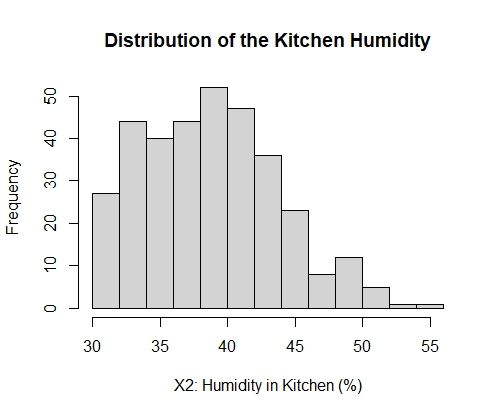 Distribution of the Kitchen Humidity
Frequency
50
40
30
20
10
0
30 35 40 45 50 55
X2: Humidity in Kitchen (%)